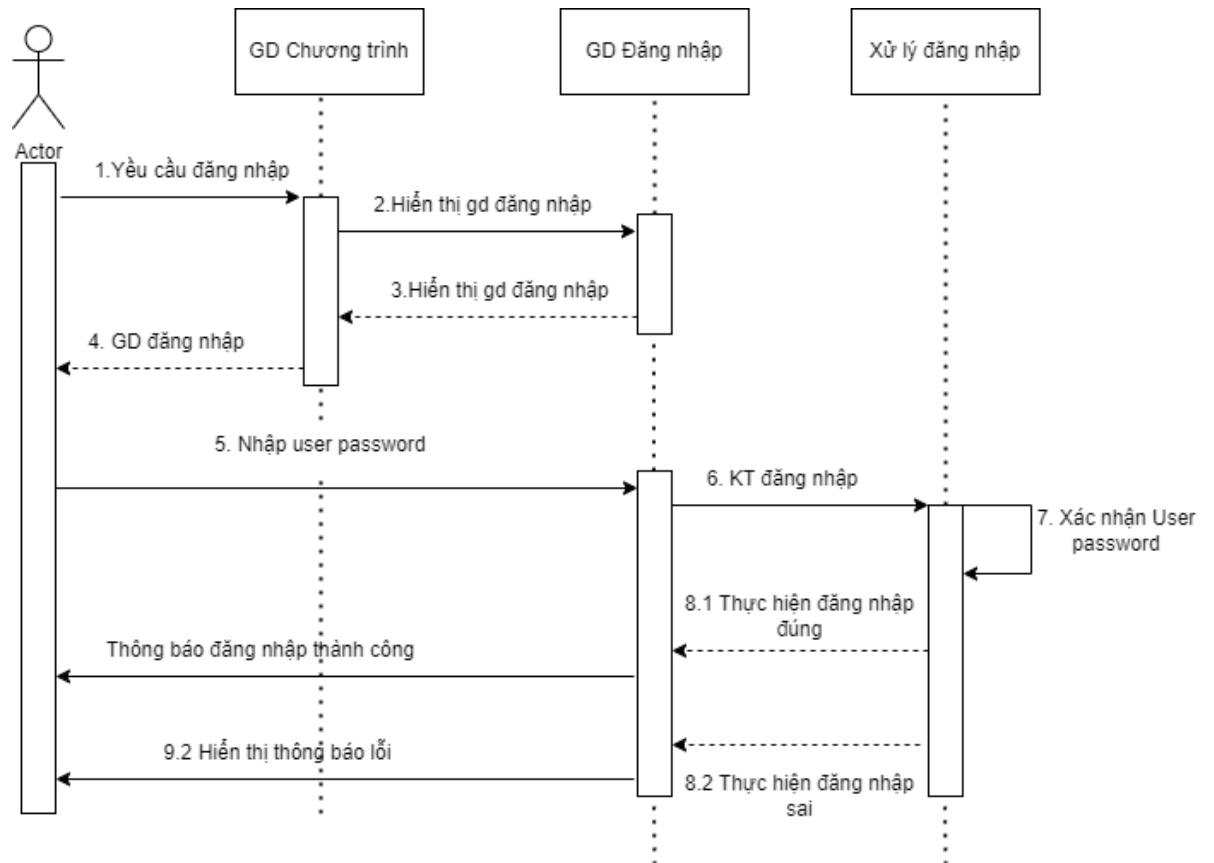 GD Chương trình
GD Đăng nhập
Xử lý đăng nhập
Actor
1.Yều cầu đăng nhập
2.Hiển thị gd đăng nhập
3.Hiển thị gd đăng nhập
4. GD đăng nhập
5. Nhập user password
6. KT đăng nhập
7. Xác nhận User
password
8.1 Thực hiện đăng nhập
đúng
Thông báo đăng nhập thành công
9.2 Hiển thị thông báo lỗi
8.2 Thực hiện đăng nhập
sai